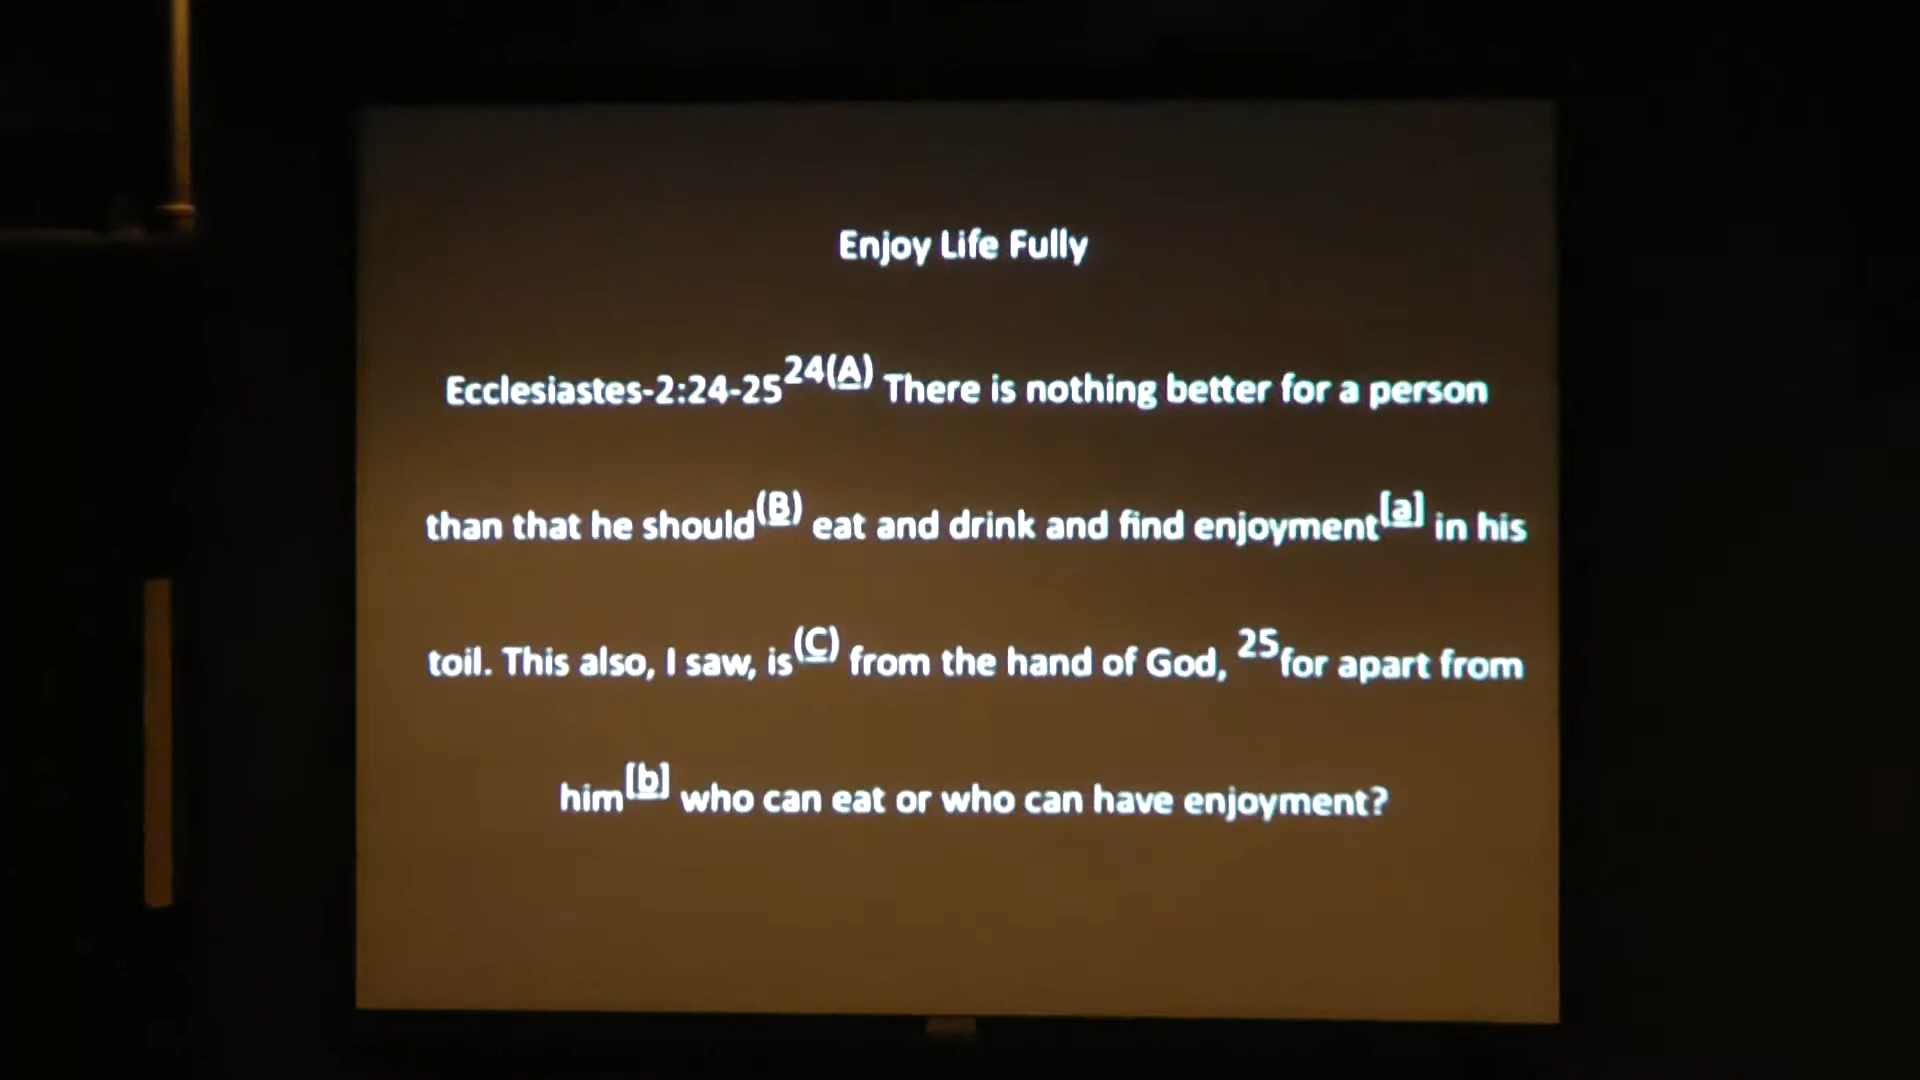 Enjoy Life Fully
Ecclesiastes-2:24-25 24(A) There is nothing better for a person
than that he should(B) eat and drink and find enjoyment[a] in his
toil. This also, I saw, is(C) from the hand of God, 25for apart from
him[b] who can eat or who can have enjoyment?